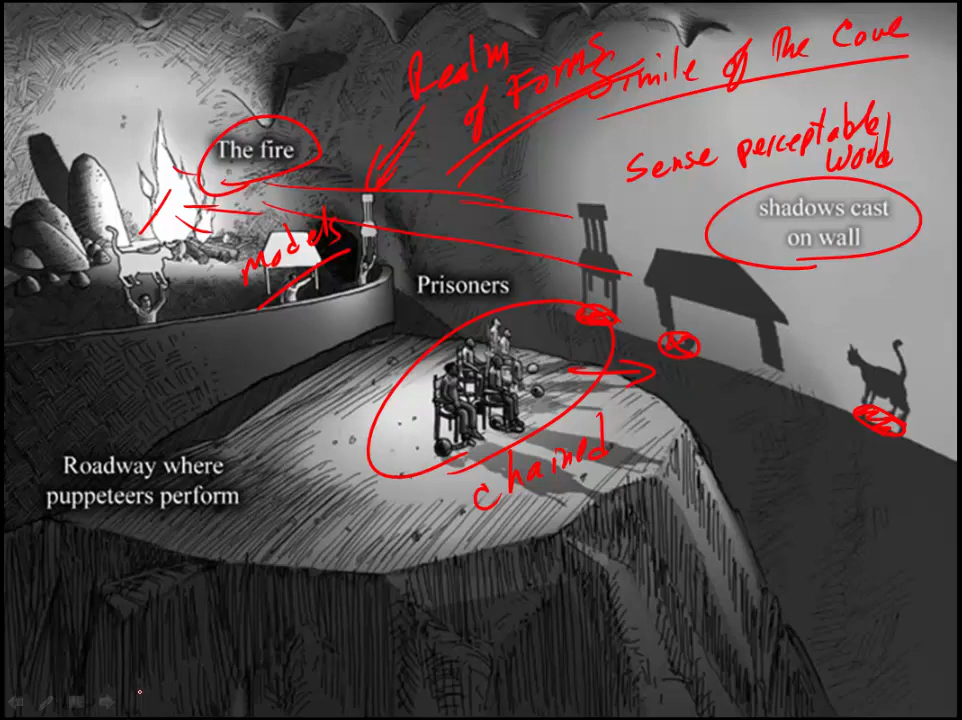 Realm
of Forms
Simile of The Cave
Sense perceptable
World
The fire
shadows cast
on wall
models
Prisoners
chained
Roadway where
puppeteers perform